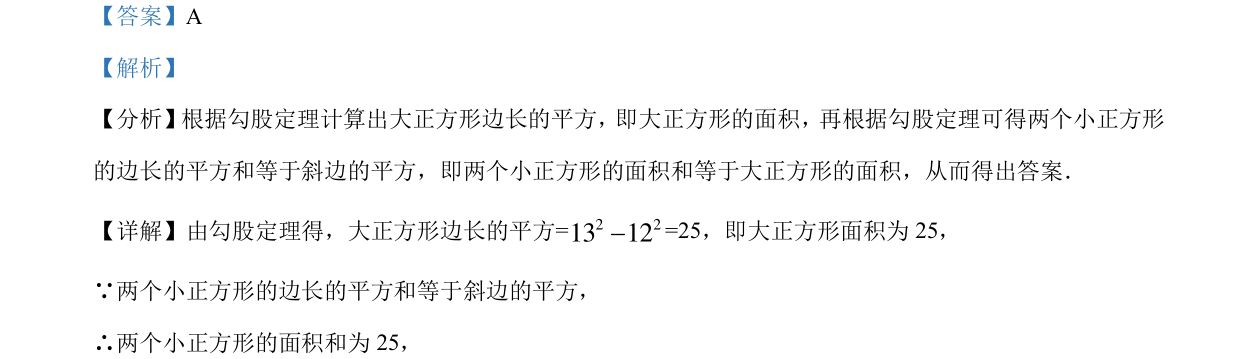 【答案】A
【解析】
【分析】根据勾股定理计算出大正方形边长的平方，即大正方形的面积，再根据勾股定理可得两个小正方形
的边长的平方和等于斜边的平方，即两个小正方形的面积和等于大正方形的面积，从而得出答案．
【详解】由勾股定理得，大正方形边长的平方=13²－12²=25，即大正方形面积为 25，
∵两个小正方形的边长的平方和等于斜边的平方，
∴两个小正方形的面积和为 25，